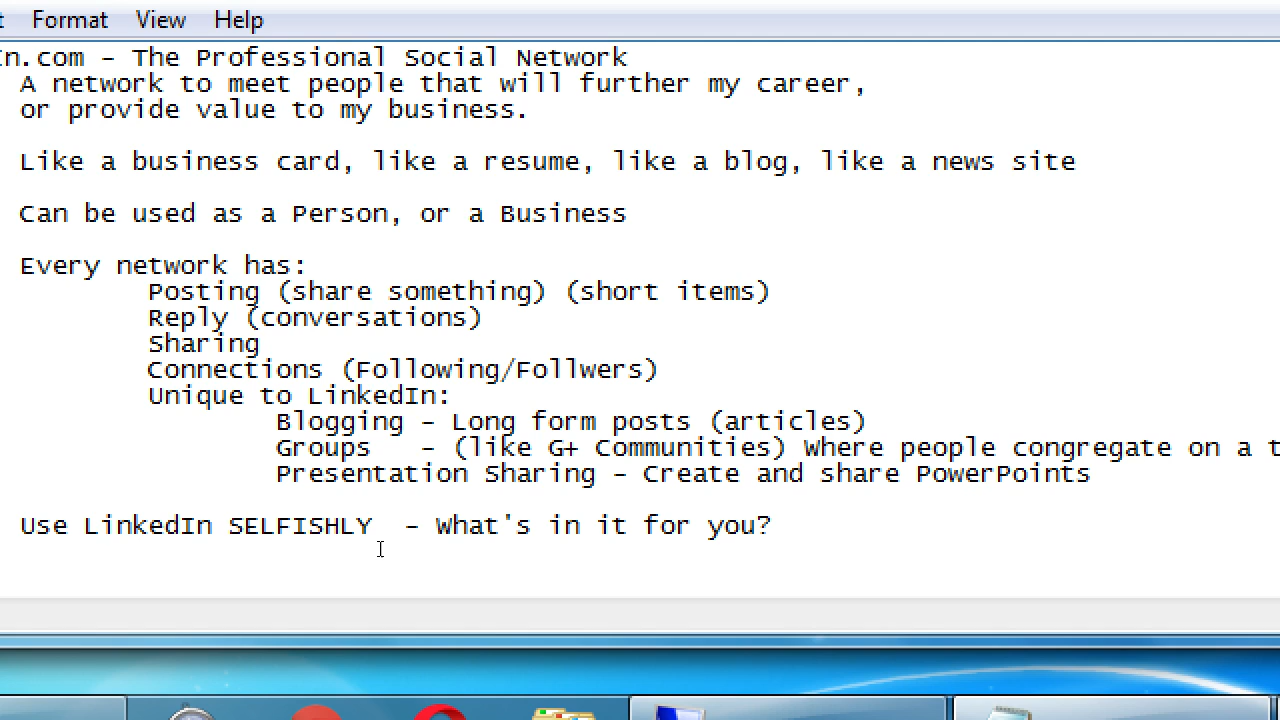 Format View Help
In.com – The Professional Social Network
A network to meet people that will further my career,
or provide value to my business.
Like a business card, like a resume, like a blog, like a news site
Can be used as a Person, or a Business
Every network has:
Posting (share something) (short items)
Reply (conversations)
Sharing
Connections (Following/Follwers)
Unique to LinkedIn:
Blogging – Long form posts (articles)
Groups – (like G+ Communities) Where people congregate on a
Presentation Sharing – Create and share PowerPoints
Use LinkedIn SELFISHLY – What's in it for you?